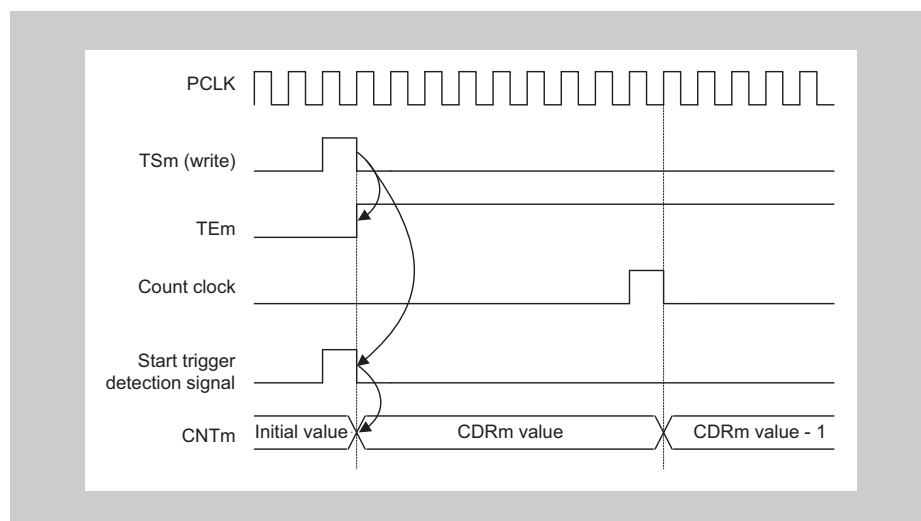 PCLK
TSm (write)
TEm
Count clock
Start trigger
detection signal
CNTm Initial value CDRm value CDRm value - 1